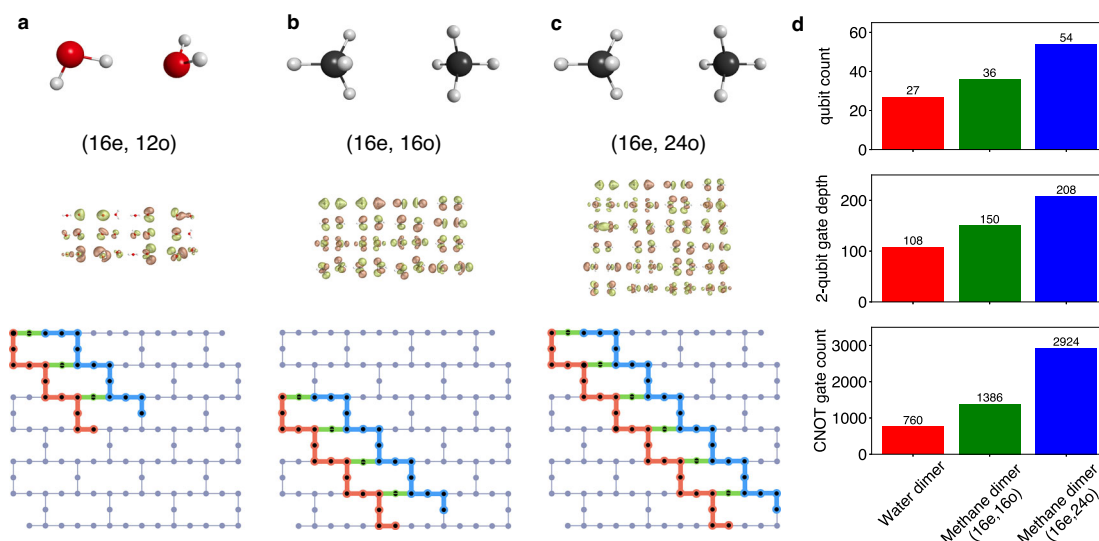 a
b
c
d
(16e, 12o)
(16e, 16o)
(16e, 24o)
qubit count
60
40
20
0
27
36
54
2-qubit gate depth
200
100
0
108
150
208
CNOT gate count
3000
2000
1000
0
760
1386
2924
Water dimer
Methane dimer
(16e,16o)
Methane dimer
(16e,24o)